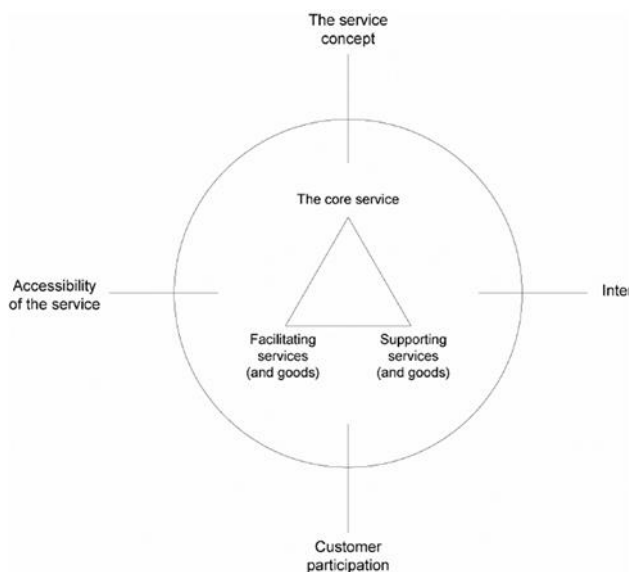 The service
concept
The core service
Accessibility
of the service
Inter
Facilitating
services
(and goods)
Supporting
services
(and goods)
Customer
participation